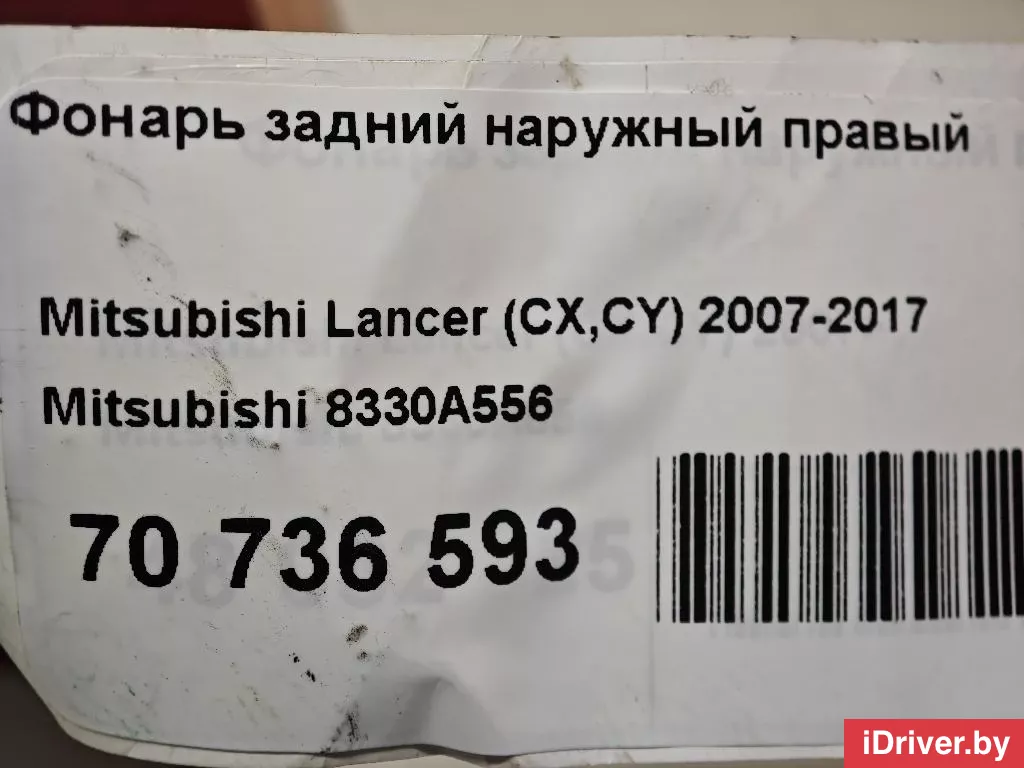 Фонарь задний наружный правый
Mitsubishi Lancer (CX,CY) 2007-2017
Mitsubishi 8330A556
70 736 593
iDriver.by